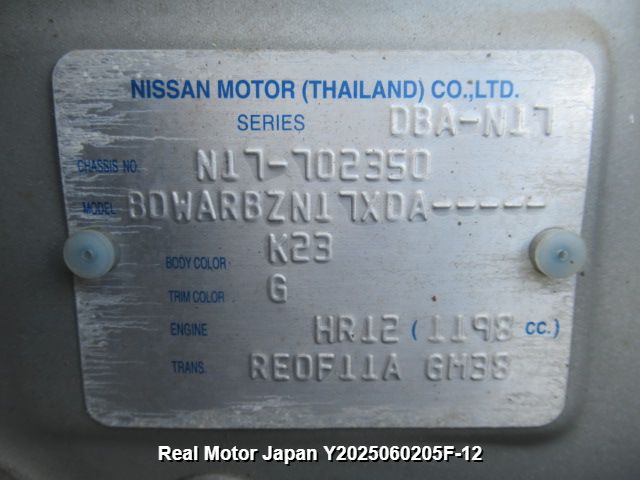 NISSAN MOTOR (THAILAND) CO.,LTD.
SERIES DBA-N17
CHASSIS NO. N17-702350
MODEL BDWARBZN17XDA-----
BODY COLOR K23
TRIM COLOR G
ENGINE HR12 (1198 CC.)
TRANS. RE0F11A GM38
Real Motor Japan Y2025060205F-12